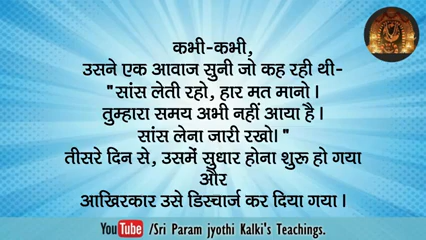 कभी-कभी,
उसने एक आवाज सुनी जो कह रही थी-
"सांस लेती रहो, हार मत मानो।
तुम्हारा समय अभी नहीं आया है।
सांस लेना जारी रखो।"
तीसरे दिन से, उसमें सुधार होना शुरू हो गया
और
आखिरकार उसे डिस्चार्ज कर दिया गया।
YouTube /Sri Param jyothi Kalki's Teachings.